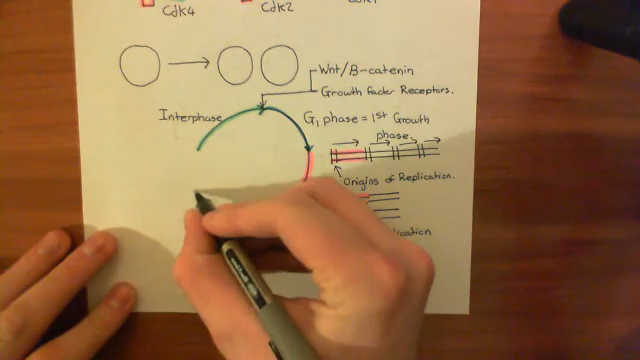 Cdk4
Cdk2
Wnt/β-catenin
Growth factor Receptors.
Interphase
G1 phase = 1st Growth
phase.
Origins of Replication.